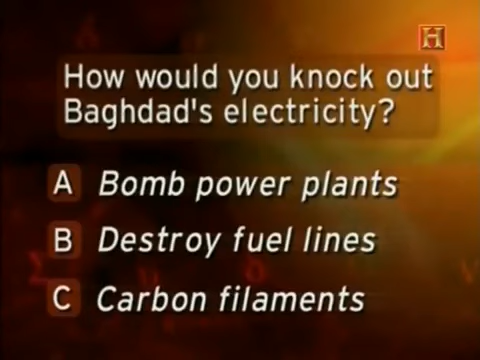 H
How would you knock out
Baghdad's electricity?
A Bomb power plants
B Destroy fuel lines
C Carbon filaments